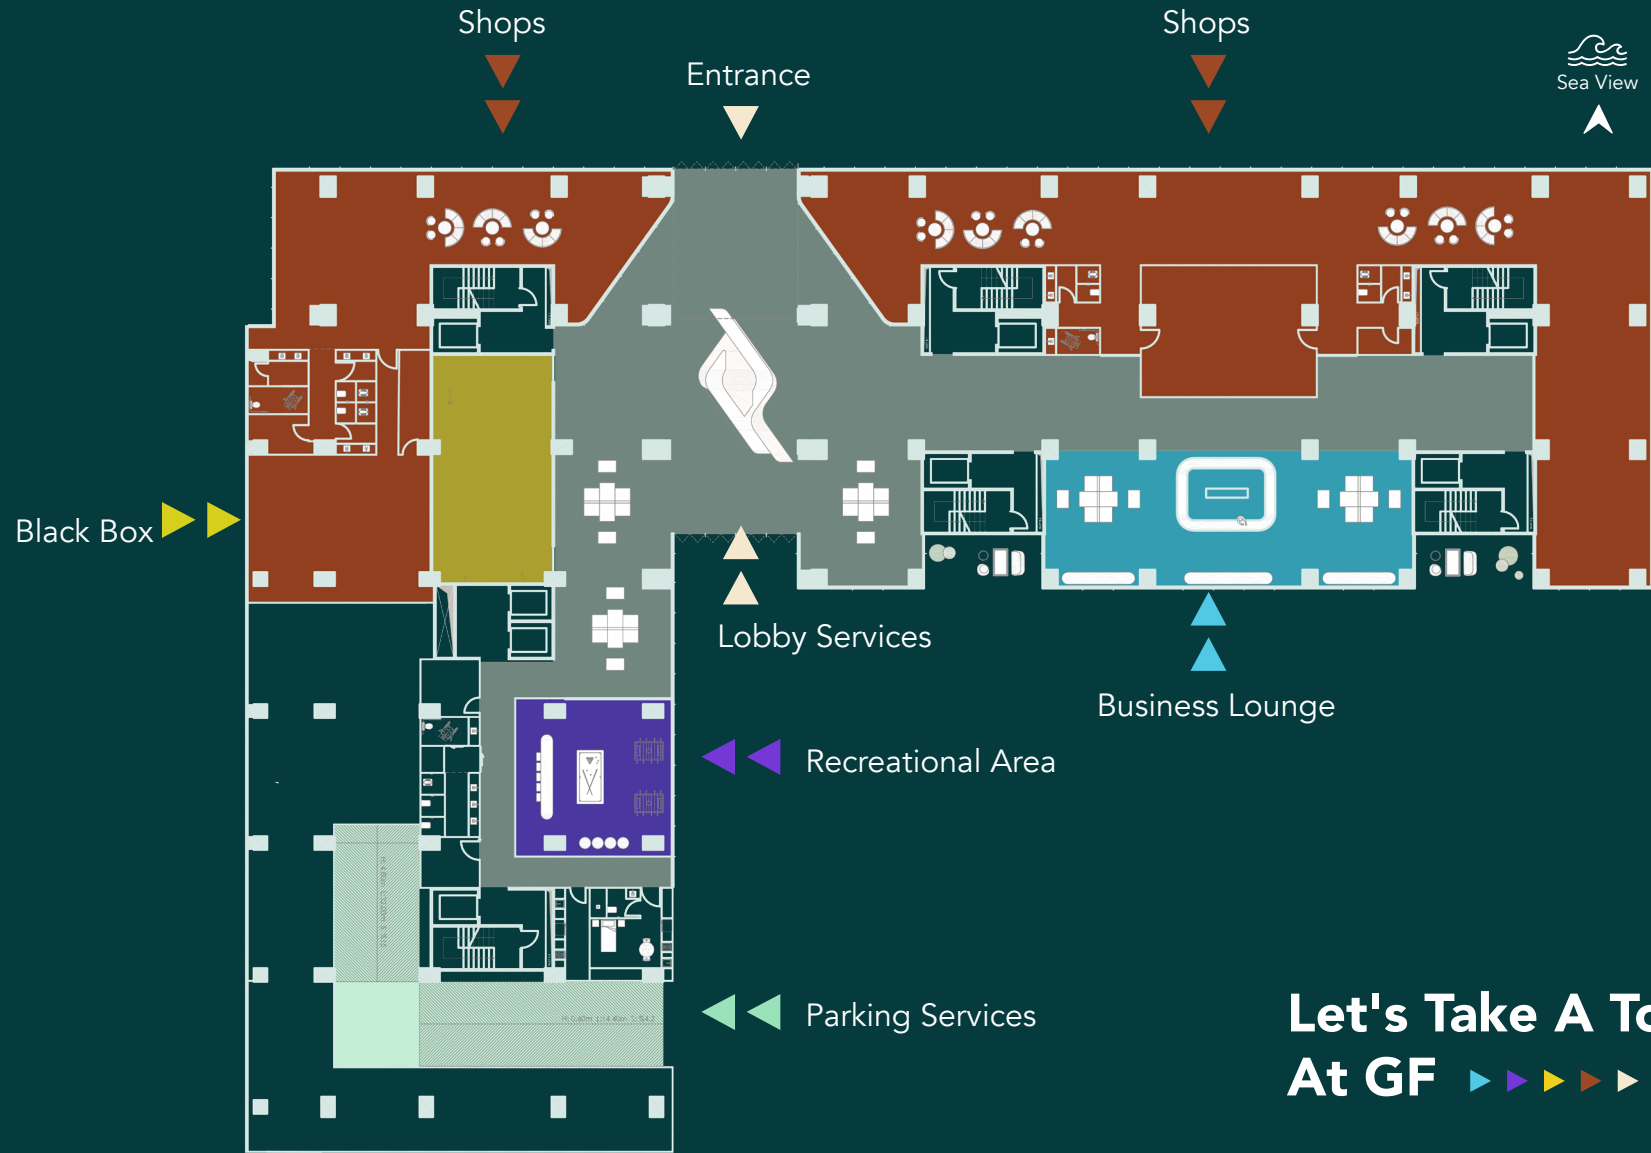 Shops
Shops
Entrance
Sea View
Black Box
Lobby Services
Business Lounge
Recreational Area
Parking Services
Let's Take A To
At GF